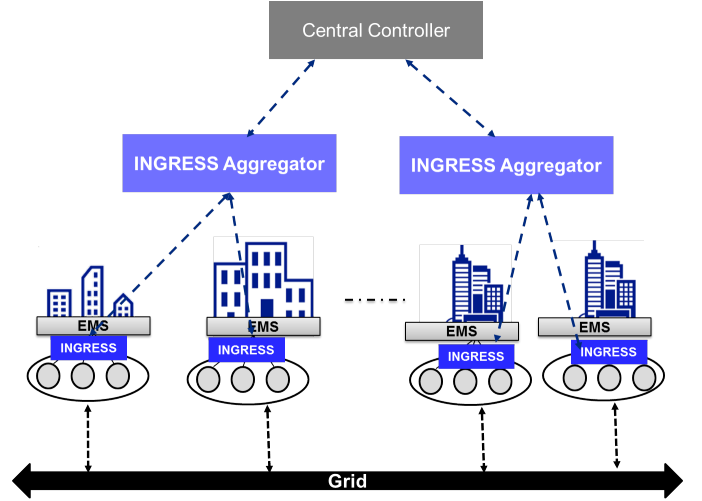 Central Controller
INGRESS Aggregator
INGRESS Aggregator
EMS
EMS
EMS
EMS
INGRESS
INGRESS
INGRESS
INGRESS
Grid